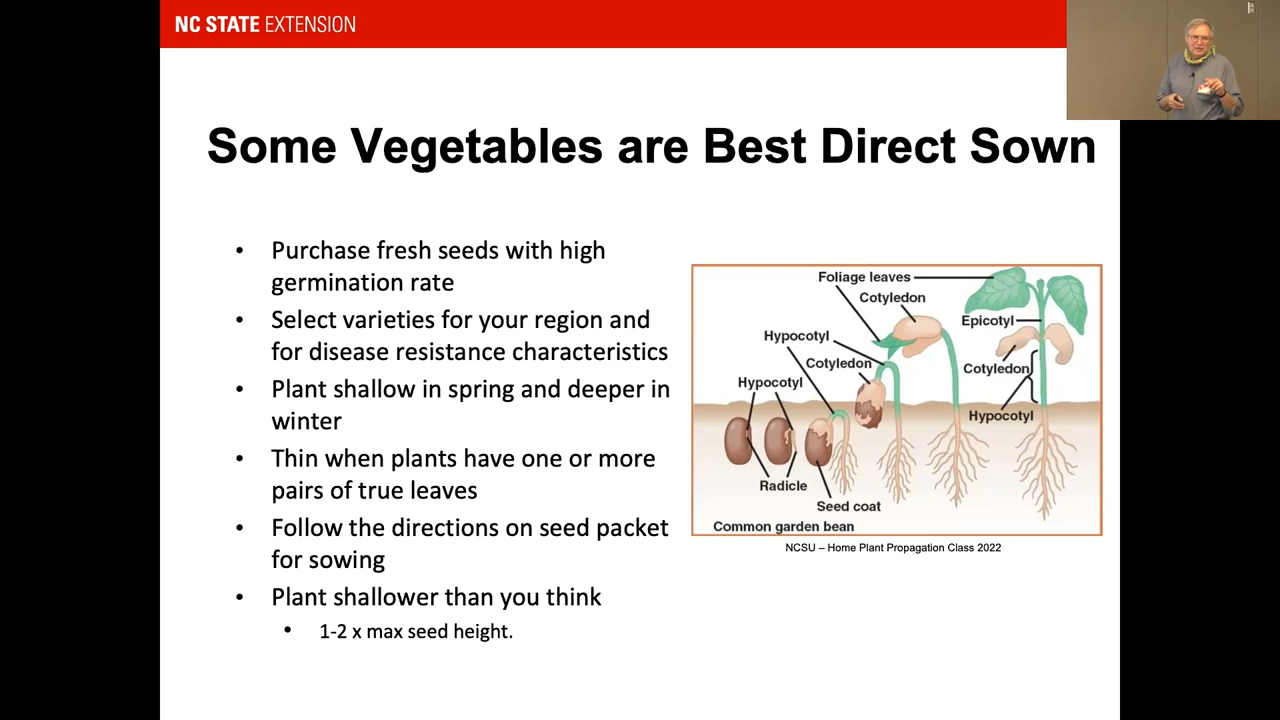 NC STATE EXTENSION
Some Vegetables are Best Direct Sown
• Purchase fresh seeds with high
germination rate
• Select varieties for your region and
for disease resistance characteristics
• Plant shallow in spring and deeper in
winter
• Thin when plants have one or more
pairs of true leaves
• Follow the directions on seed packet
for sowing
• Plant shallower than you think
• 1-2 x max seed height.
Foliage leaves
Cotyledon
Epicotyl
Hypocotyl
Cotyledon
Cotyledon
Hypocotyl
Hypocotyl
Radicle
Seed coat
Common garden bean
NCSU – Home Plant Propagation Class 2022